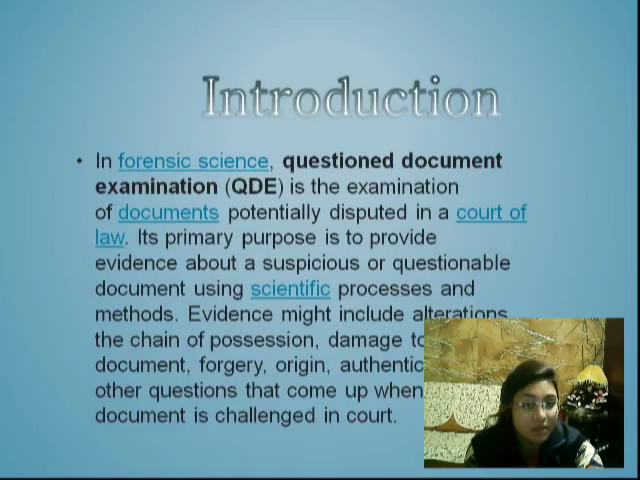 Introduction
• In forensic science, questioned document
examination (QDE) is the examination
of documents potentially disputed in a court of
law. Its primary purpose is to provide
evidence about a suspicious or questionable
document using scientific processes and
methods. Evidence might include alterations,
the chain of possession, damage to
document, forgery, origin, authentic
other questions that come up when
document is challenged in court.